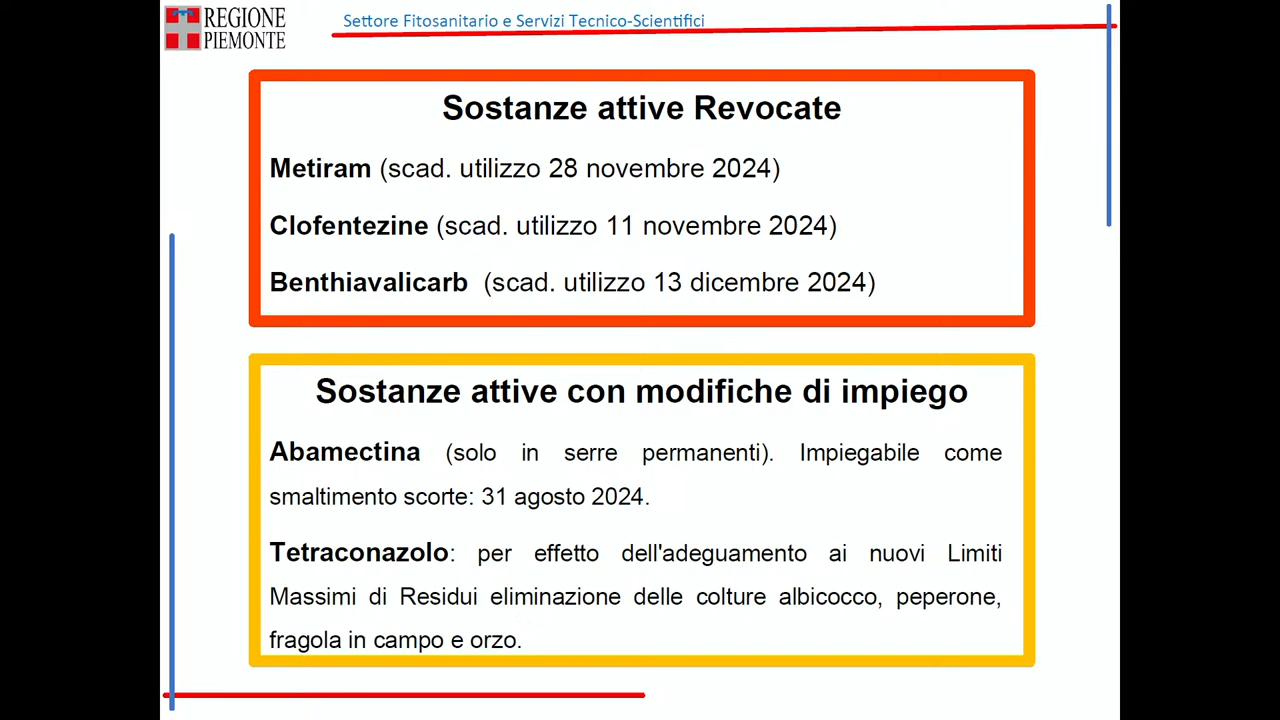 REGIONE
PIEMONTE
Settore Fitosanitario e Servizi Tecnico-Scientifici
Sostanze attive Revocate
Metiram (scad. utilizzo 28 novembre 2024)
Clofentezine (scad. utilizzo 11 novembre 2024)
Benthiavalicarb (scad. utilizzo 13 dicembre 2024)
Sostanze attive con modifiche di impiego
Abamectina (solo in serre permanenti). Impiegabile come
smaltimento scorte: 31 agosto 2024.
Tetraconazolo: per effetto dell'adeguamento ai nuovi Limiti
Massimi di Residui eliminazione delle colture albicocco, peperone,
fragola in campo e orzo.